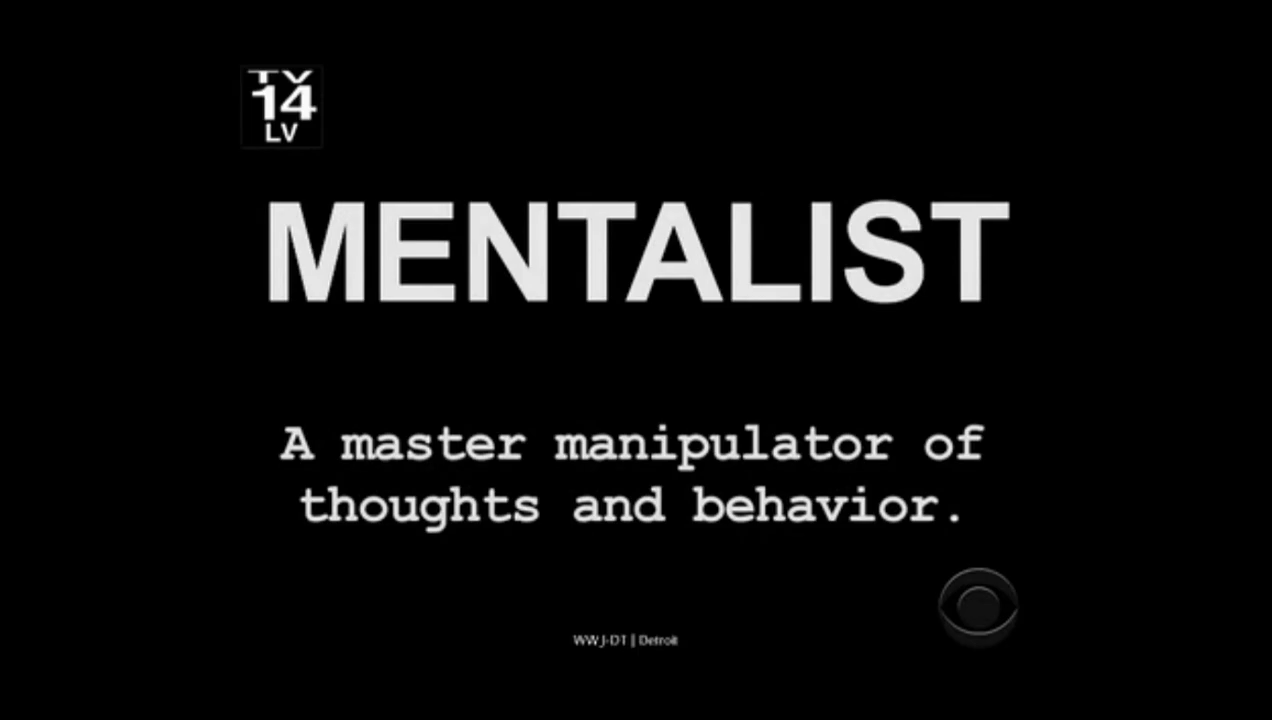 TV
14
LV
MENTALIST
A master manipulator of
thoughts and behavior.
WWJ-DT | Detroit